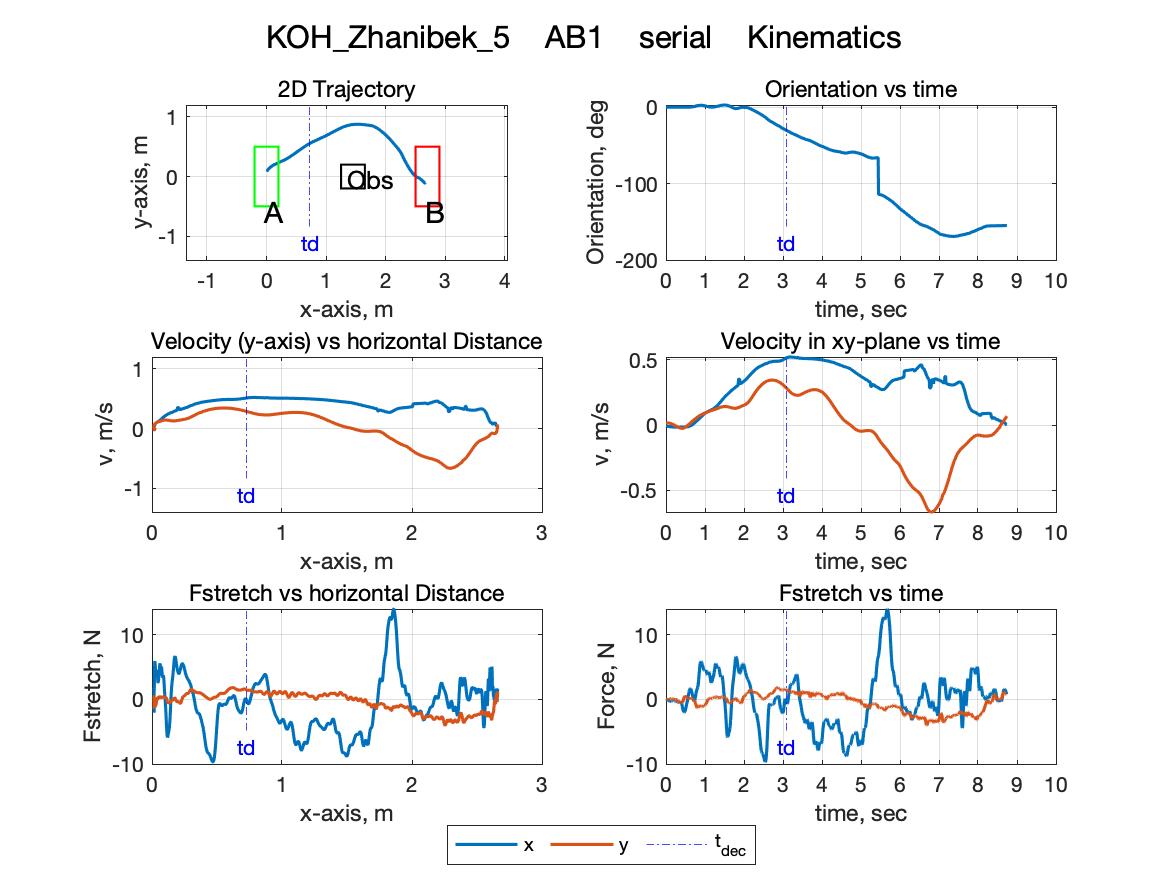 KOH_Zhanibek_5 AB1 serial Kinematics
2D Trajectory
y-axis, m
1
0
-1
A
td
Obs
B
-1 0 1 2 3 4
x-axis, m
Orientation vs time
Orientation, deg
0
-100
-200
td
0 1 2 3 4 5 6 7 8 9 10
time, sec
Velocity (y-axis) vs horizontal Distance
v, m/s
1
0
-1
td
0 1 2 3
x-axis, m
Velocity in xy-plane vs time
v, m/s
0.5
0
-0.5
td
0 1 2 3 4 5 6 7 8 9 10
time, sec
Fstretch vs horizontal Distance
Fstretch, N
10
0
-10
td
0 1 2 3
x-axis, m
Fstretch vs time
Force, N
10
0
-10
td
0 1 2 3 4 5 6 7 8 9 10
time, sec
x y t_dec